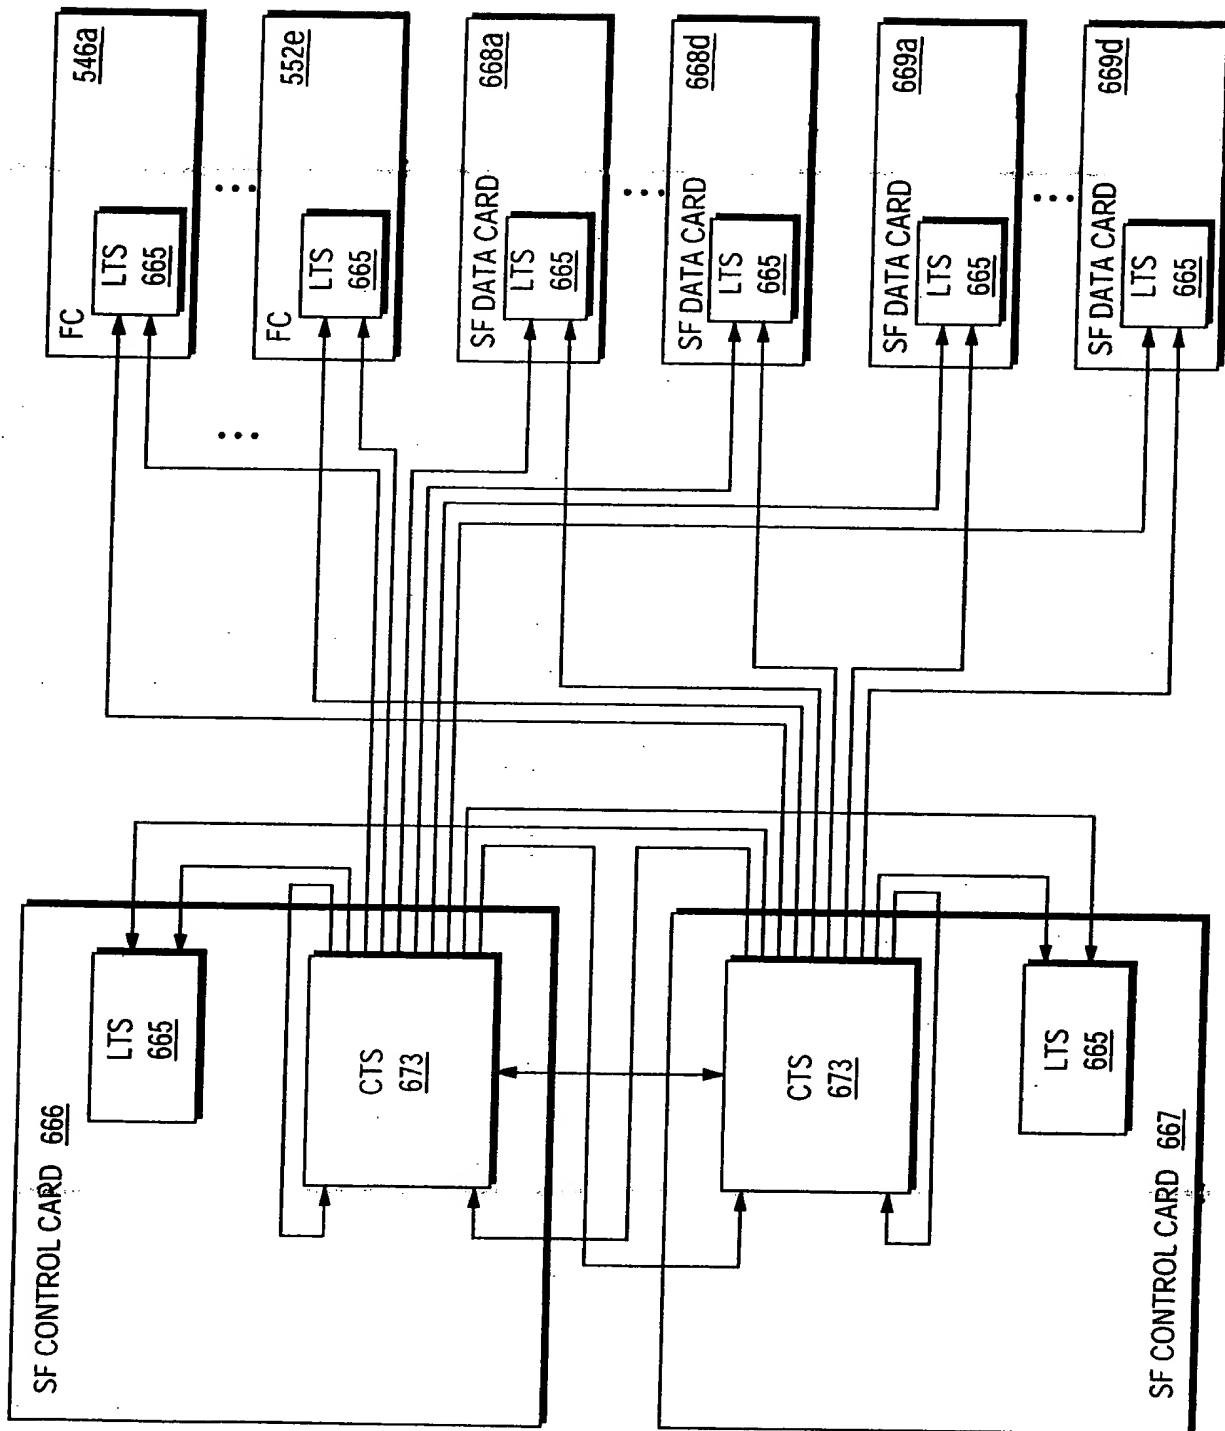 546a
LTS
665
FC
552e
LTS
665
FC
668a
LTS
665
SF DATA CARD
668d
LTS
665
SF DATA CARD
669a
LTS
665
SF DATA CARD
669d
LTS
665
SF DATA CARD
LTS
665
CTS
673
SF CONTROL CARD 666
CTS
673
LTS
665
SF CONTROL CARD 667